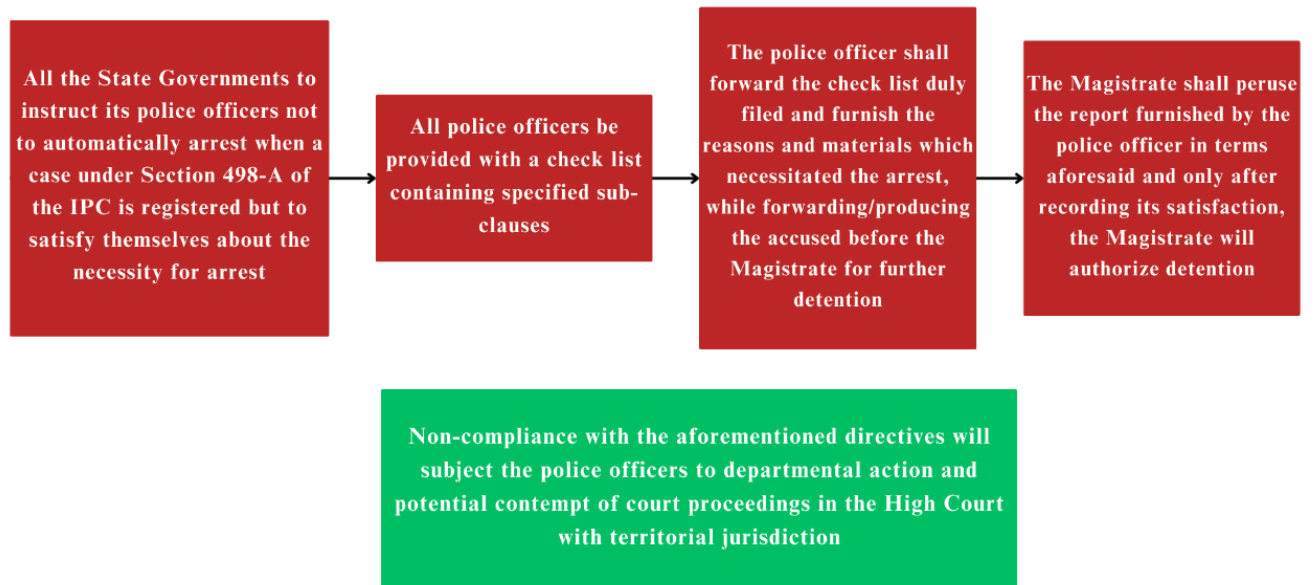 All the State Governments to
instruct its police officers not
to automatically arrest when a
case under Section 498-A of
the IPC is registered but to
satisfy themselves about the
necessity for arrest
All police officers be
provided with a check list
containing specified sub-
clauses
The police officer shall
forward the check list duly
filed and furnish the
reasons and materials which
necessitated the arrest,
while forwarding/producing
the accused before the
Magistrate for further
detention
The Magistrate shall peruse
the report furnished by the
police officer in terms
aforesaid and only after
recording its satisfaction,
the Magistrate will
authorize detention
Non-compliance with the aforementioned directives will
subject the police officers to departmental action and
potential contempt of court proceedings in the High Court
with territorial jurisdiction